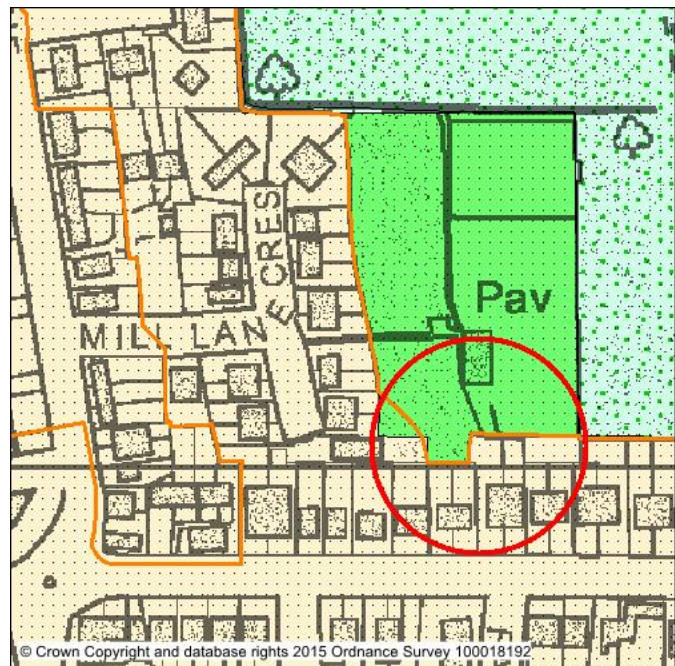 MILL LANE CRES
Pav
© Crown Copyright and database rights 2015 Ordnance Survey 100018192